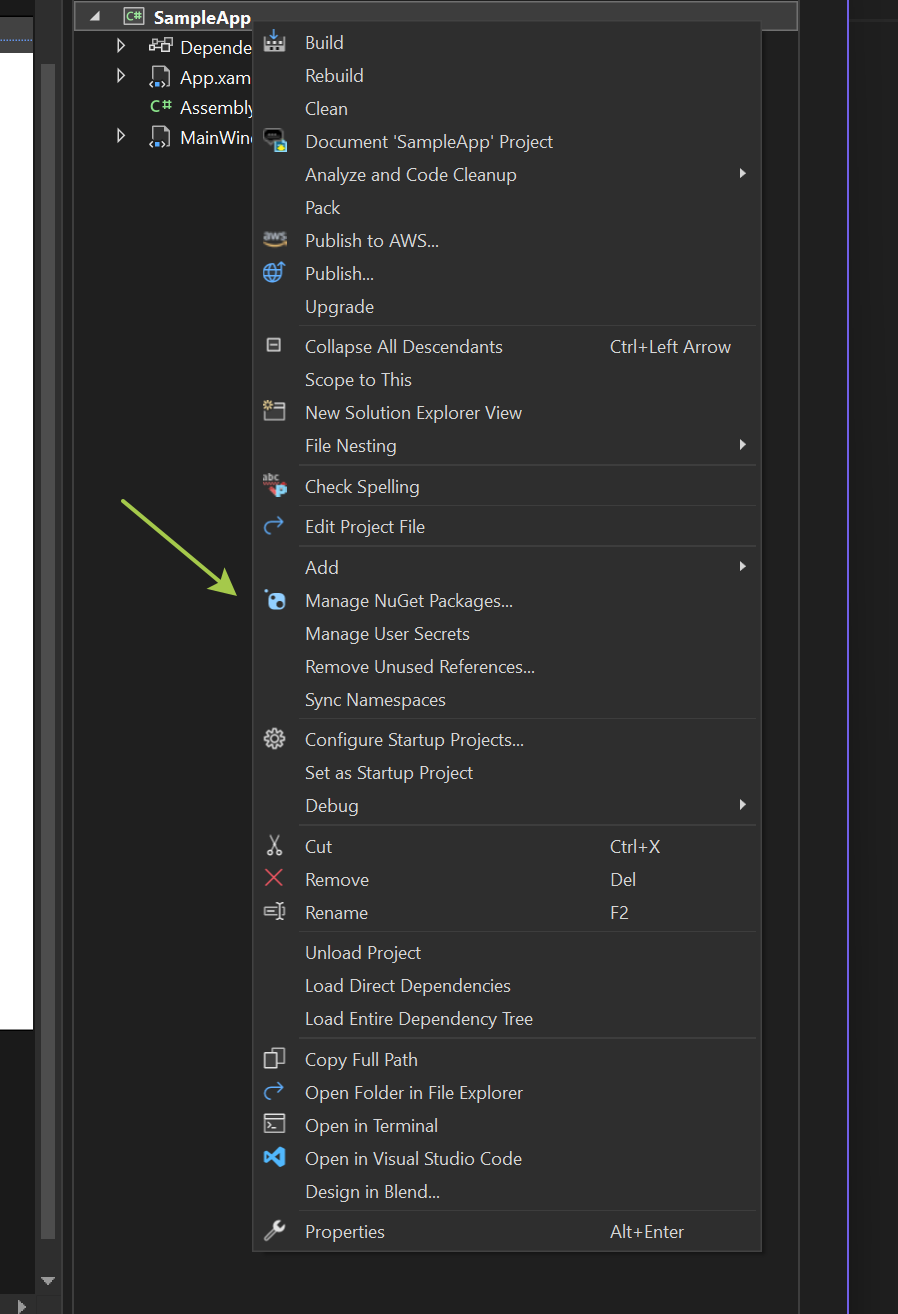 C# SampleApp
Depende
App.xam
C# Assembly
MainWind
Build
Rebuild
Clean
Document 'SampleApp' Project
Analyze and Code Cleanup
Pack
aws Publish to AWS...
Publish...
Upgrade
Collapse All Descendants Ctrl+Left Arrow
Scope to This
New Solution Explorer View
File Nesting
abc Check Spelling
Edit Project File
Add
Manage NuGet Packages...
Manage User Secrets
Remove Unused References...
Sync Namespaces
Configure Startup Projects...
Set as Startup Project
Debug
Cut Ctrl+X
Remove Del
Rename F2
Unload Project
Load Direct Dependencies
Load Entire Dependency Tree
Copy Full Path
Open Folder in File Explorer
Open in Terminal
Open in Visual Studio Code
Design in Blend...
Properties Alt+Enter